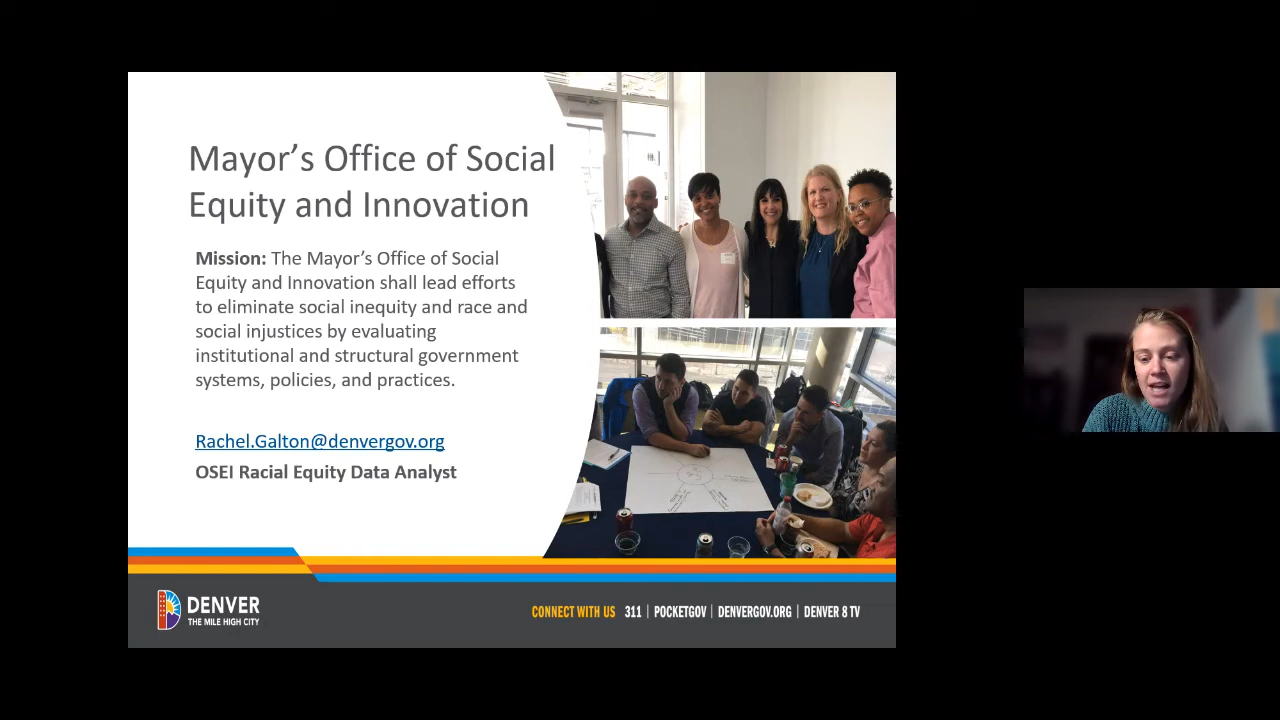 Mayor’s Office of Social
Equity and Innovation
Mission: The Mayor’s Office of Social
Equity and Innovation shall lead efforts
to eliminate social inequity and race and
social injustices by evaluating
institutional and structural government
systems, policies, and practices.
Rachel.Galton@denvergov.org
OSEI Racial Equity Data Analyst
DENVER
THE MILE HIGH CITY
CONNECT WITH US 311 | POCKETGOV | DENVERGOV.ORG | DENVER 8 TV